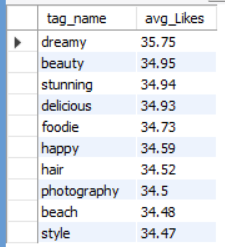 tag_name avg_Likes
dreamy 35.75
beauty 34.95
stunning 34.94
delicious 34.93
foodie 34.73
happy 34.59
hair 34.52
photography 34.5
beach 34.48
style 34.47